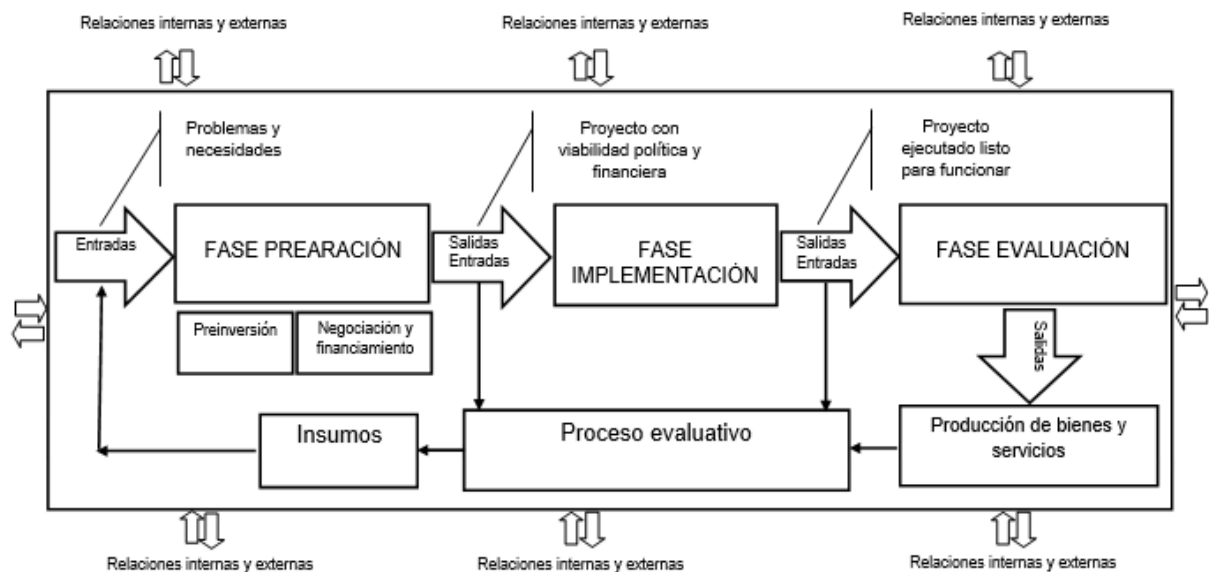 Relaciones internas y externas
Relaciones internas y externas
Relaciones internas y externas
Problemas y
necesidades
Proyecto con
viabilidad política y
financiera
Proyecto
ejecutado listo
para funcionar
Entradas
FASE PREARACIÓN
Salidas
Entradas
FASE
IMPLEMENTACIÓN
Salidas
Entradas
FASE EVALUACIÓN
Preinversión
Negociación y
financiamiento
Salidas
Insumos
Proceso evaluativo
Producción de bienes y
servicios
Relaciones internas y externas
Relaciones internas y externas
Relaciones internas y externas